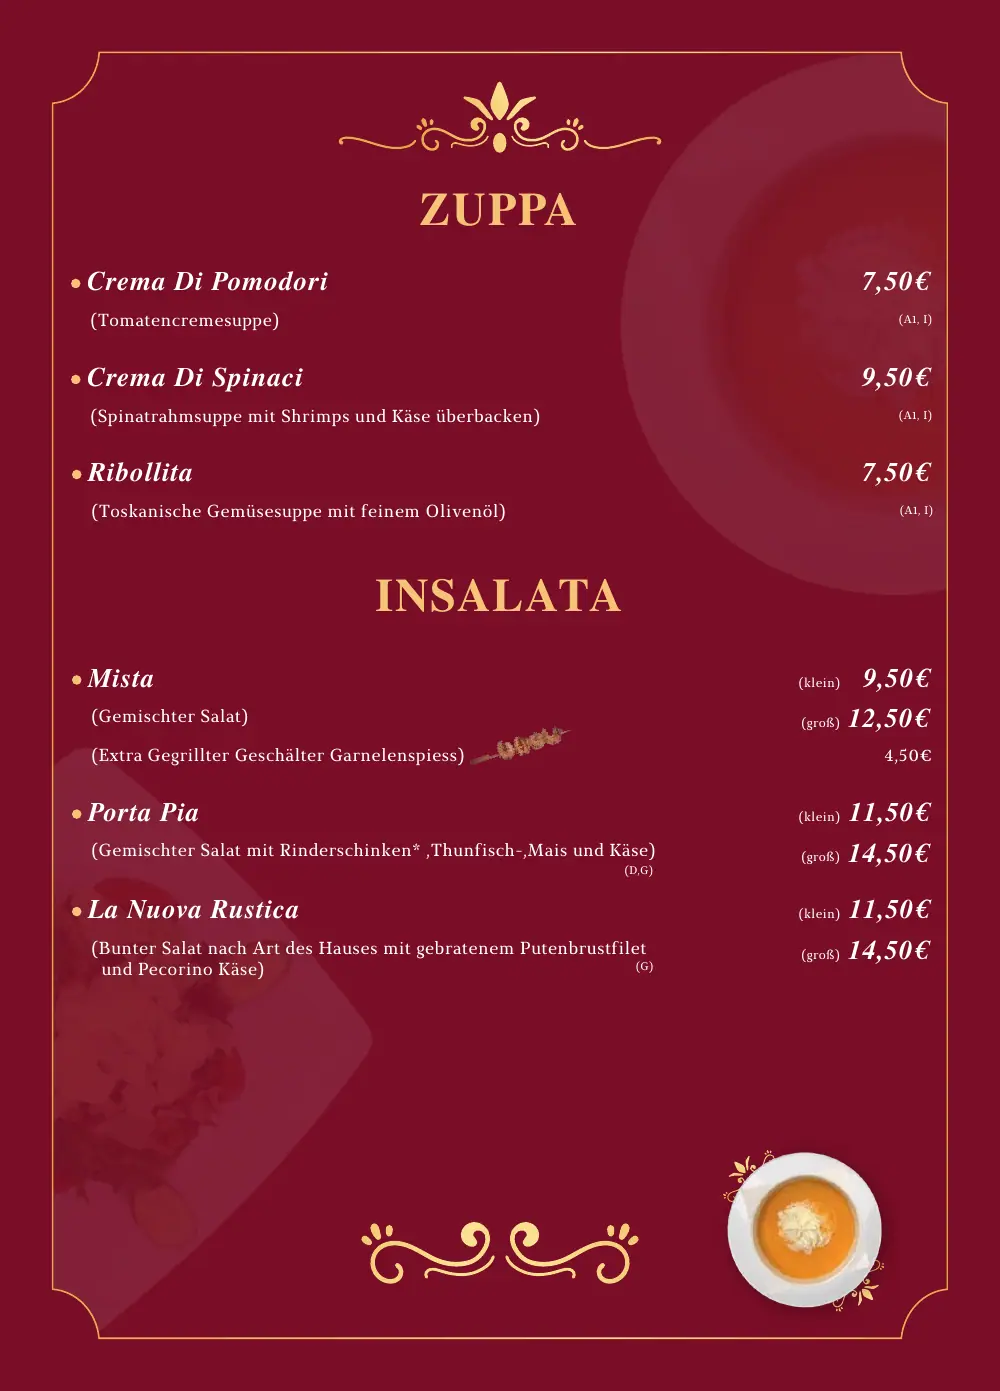 ZUPPA
Crema Di Pomodori 7,50€
(Tomatencremesuppe) (A1, I)
Crema Di Spinaci 9,50€
(Spinatrahmsuppe mit Shrimps und Käse überbacken) (A1, I)
Ribollita 7,50€
(Toskanische Gemüsesuppe mit feinem Olivenöl) (A1, I)
INSALATA
Mista (klein) 9,50€
(Gemischter Salat) (groß) 12,50€
(Extra Gegrillter Geschälter Garnelenspiess) 4,50€
Porta Pia (klein) 11,50€
(Gemischter Salat mit Rinderschinken* ,Thunfisch-,Mais und Käse) (groß) 14,50€
(D,G)
La Nuova Rustica (klein) 11,50€
(Bunter Salat nach Art des Hauses mit gebratenem Putenbrustfilet (groß) 14,50€
und Pecorino Käse) (G)